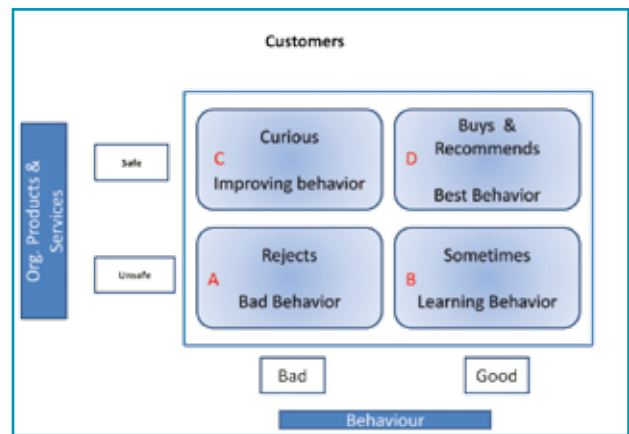 Customers
Org. Products &
Services
Safe
Unsafe
Curious
C
Improving behavior
Buys &
Recommends
D
Best Behavior
Rejects
A
Bad Behavior
Sometimes
B
Learning Behavior
Bad
Good
Behaviour